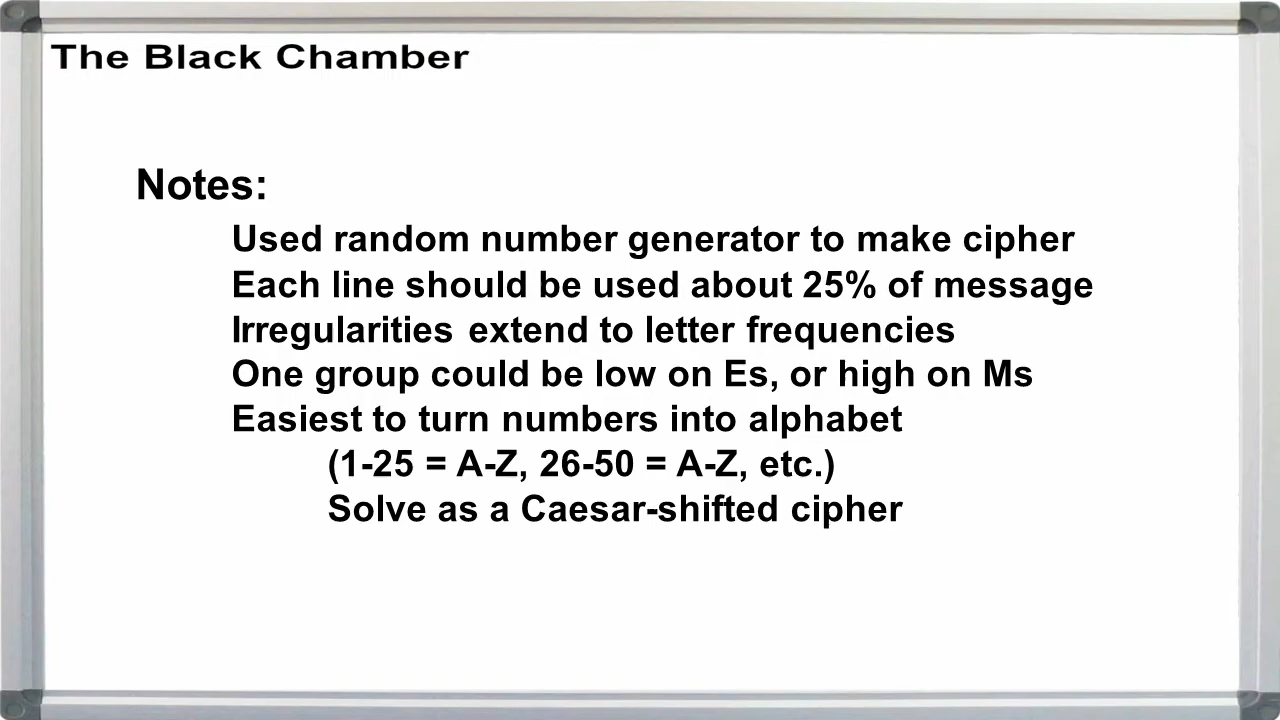 The Black Chamber
Notes:
Used random number generator to make cipher
Each line should be used about 25% of message
Irregularities extend to letter frequencies
One group could be low on Es, or high on Ms
Easiest to turn numbers into alphabet
(1-25 = A-Z, 26-50 = A-Z, etc.)
Solve as a Caesar-shifted cipher